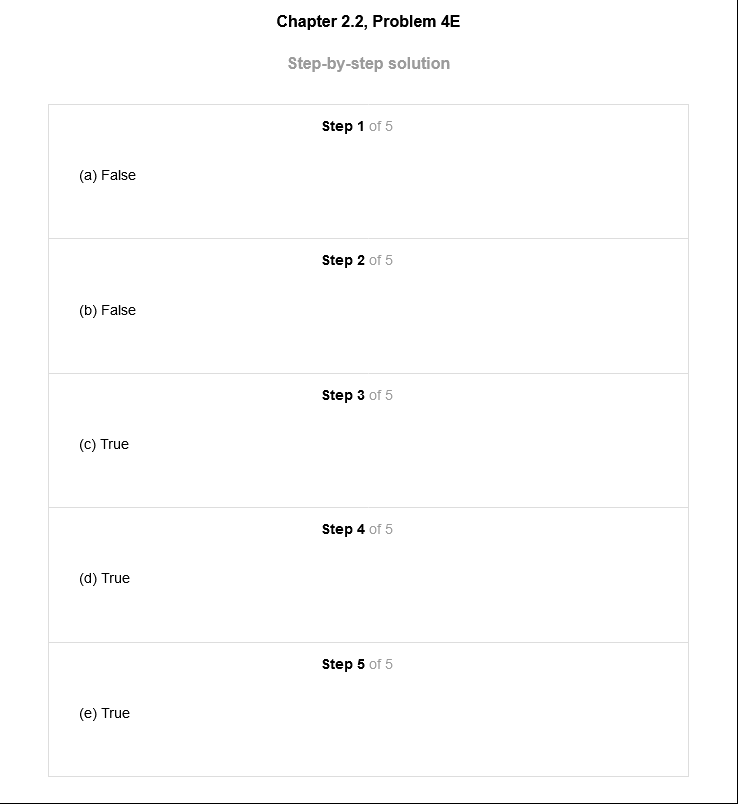 Chapter 2.2, Problem 4E
Step-by-step solution
Step 1 of 5
(a) False
Step 2 of 5
(b) False
Step 3 of 5
(c) True
Step 4 of 5
(d) True
Step 5 of 5
(e) True